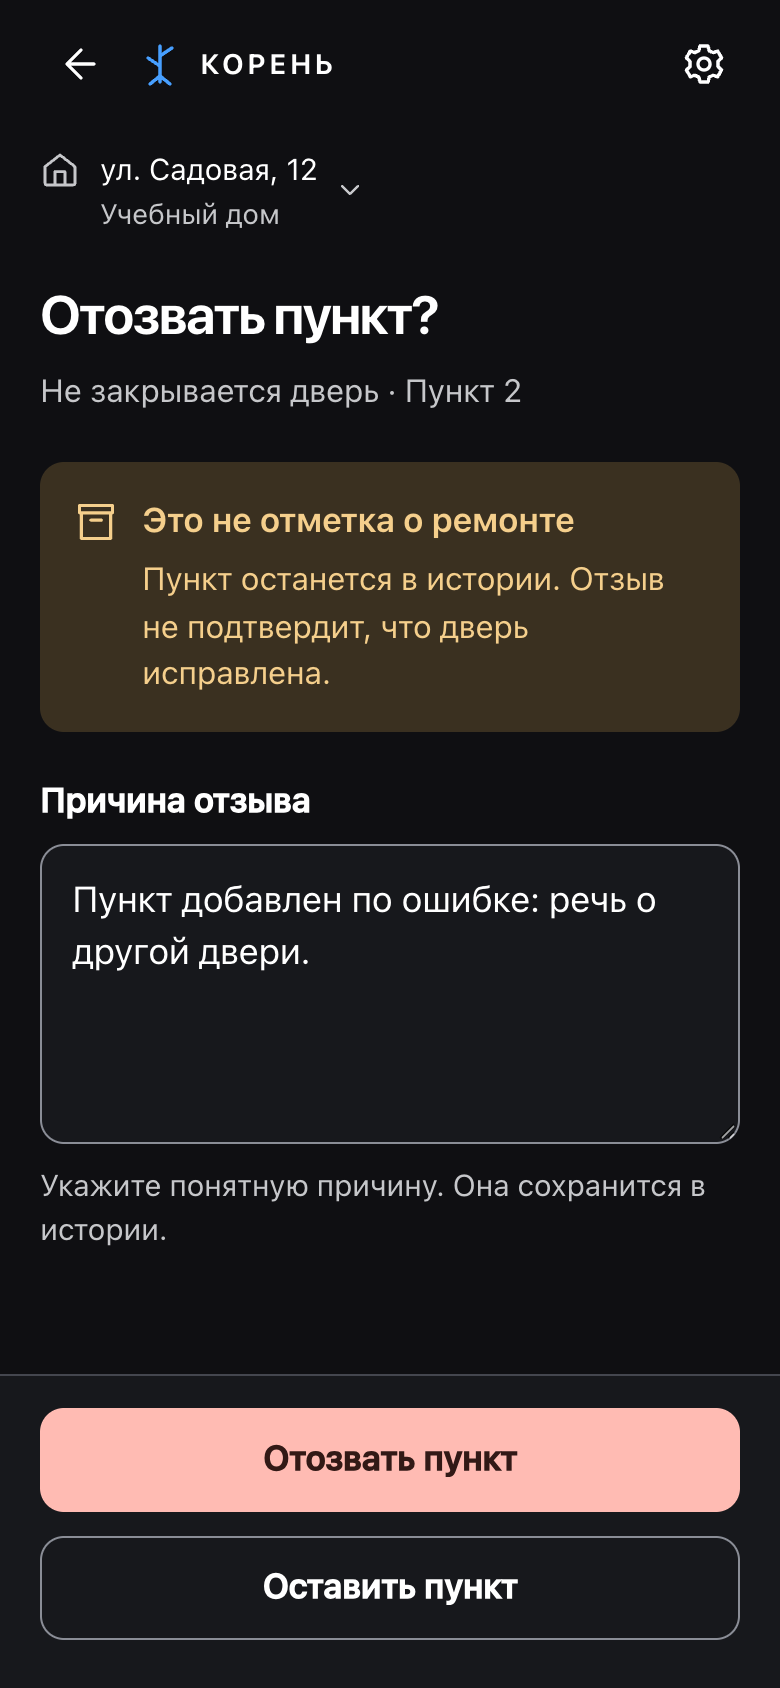 КОРЕНЬ
ул. Садовая, 12
Учебный дом
Отозвать пункт?
Не закрывается дверь · Пункт 2
Это не отметка о ремонте
Пункт останется в истории. Отзыв
не подтвердит, что дверь
исправлена.
Причина отзыва
Пункт добавлен по ошибке: речь о
другой двери.
Укажите понятную причину. Она сохранится в
истории.
Отозвать пункт
Оставить пункт